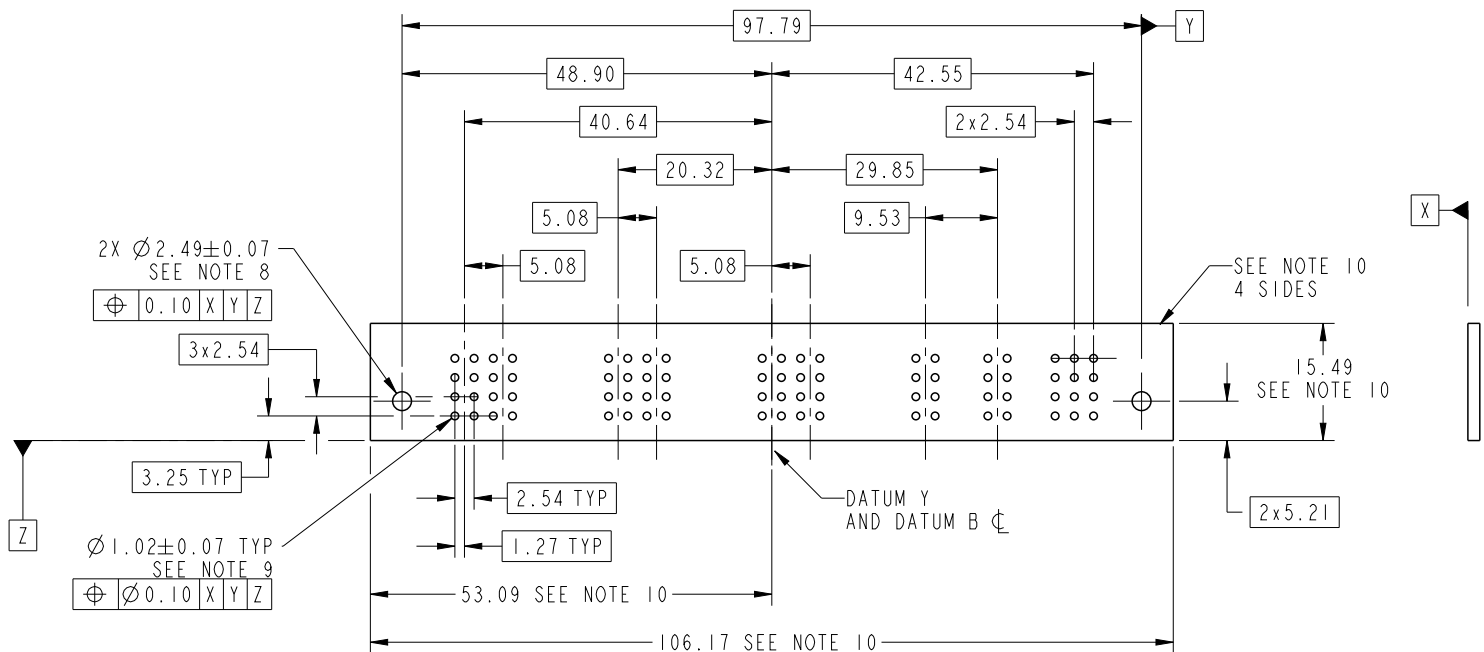 97.79
Y
48.90
42.55
40.64
2x2.54
20.32
29.85
5.08
9.53
X
2X Ø2.49±0.07
SEE NOTE 8
5.08
5.08
SEE NOTE 10
4 SIDES
⌖ 0.10 X Y Z
3x2.54
15.49
SEE NOTE 10
3.25 TYP
2.54 TYP
DATUM Y
AND DATUM B ℄
2x5.21
Z
Ø1.02±0.07 TYP
SEE NOTE 9
1.27 TYP
⌖ Ø0.10 X Y Z
53.09 SEE NOTE 10
106.17 SEE NOTE 10